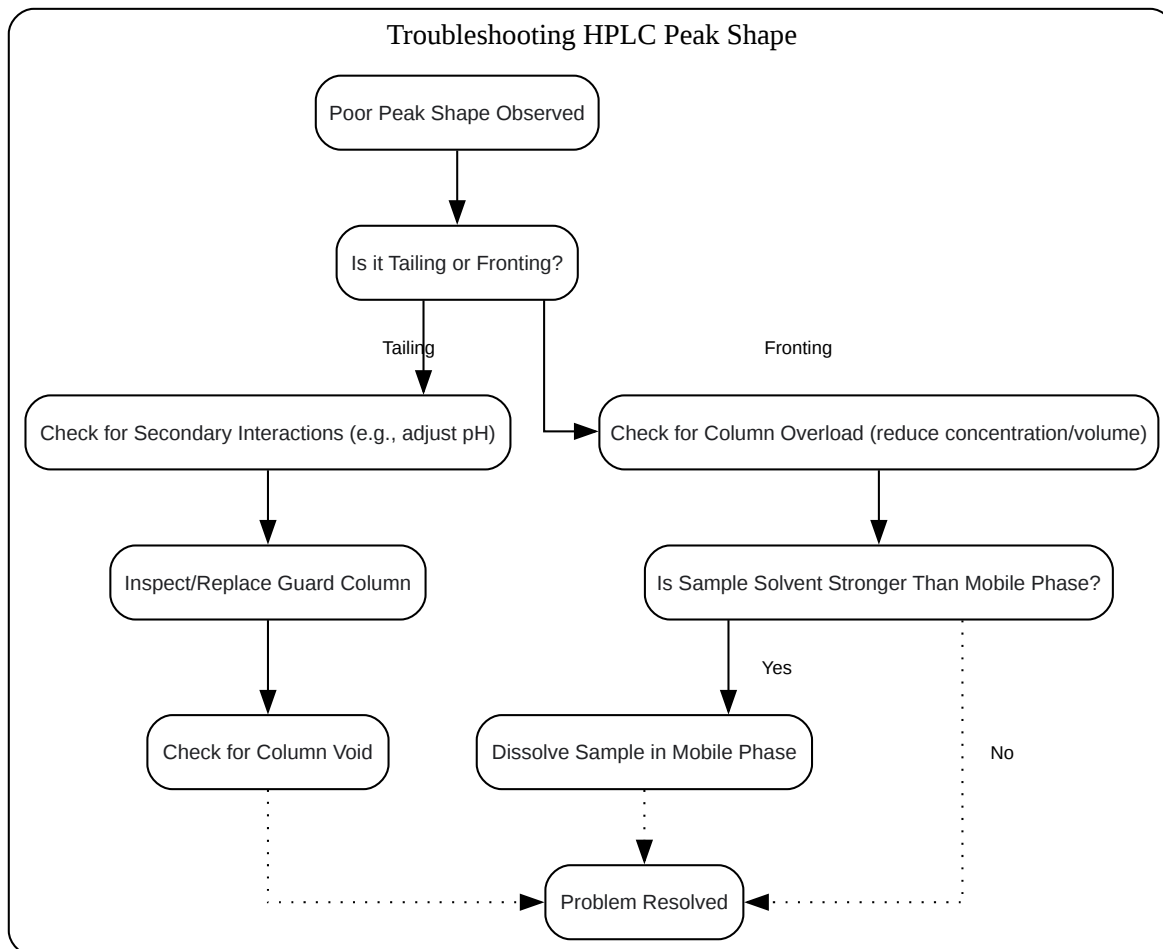 Troubleshooting HPLC Peak Shape
Poor Peak Shape Observed
Is it Tailing or Fronting?
Tailing
Fronting
Check for Secondary Interactions (e.g., adjust pH)
Check for Column Overload (reduce concentration/volume)
Inspect/Replace Guard Column
Is Sample Solvent Stronger Than Mobile Phase?
Yes
Check for Column Void
Dissolve Sample in Mobile Phase
No
Problem Resolved